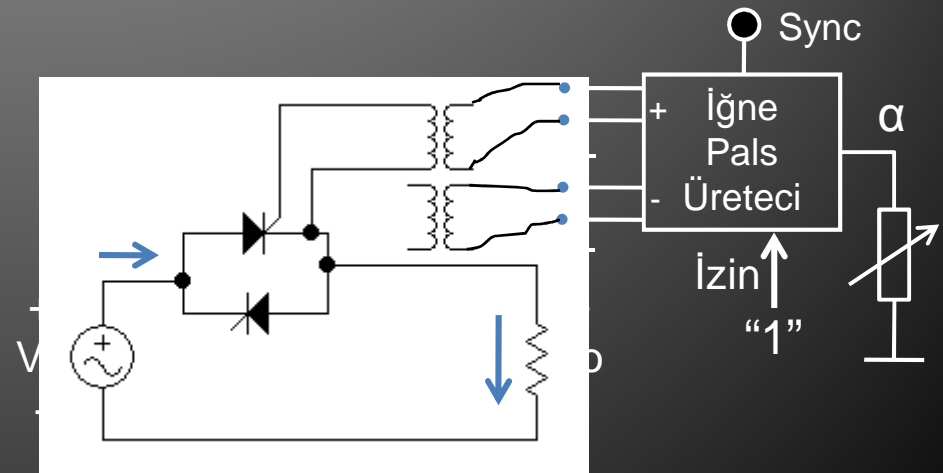 Sync
+ İğne
Pals
- Üreteci
α
İzin
“1”
+
V
-
+